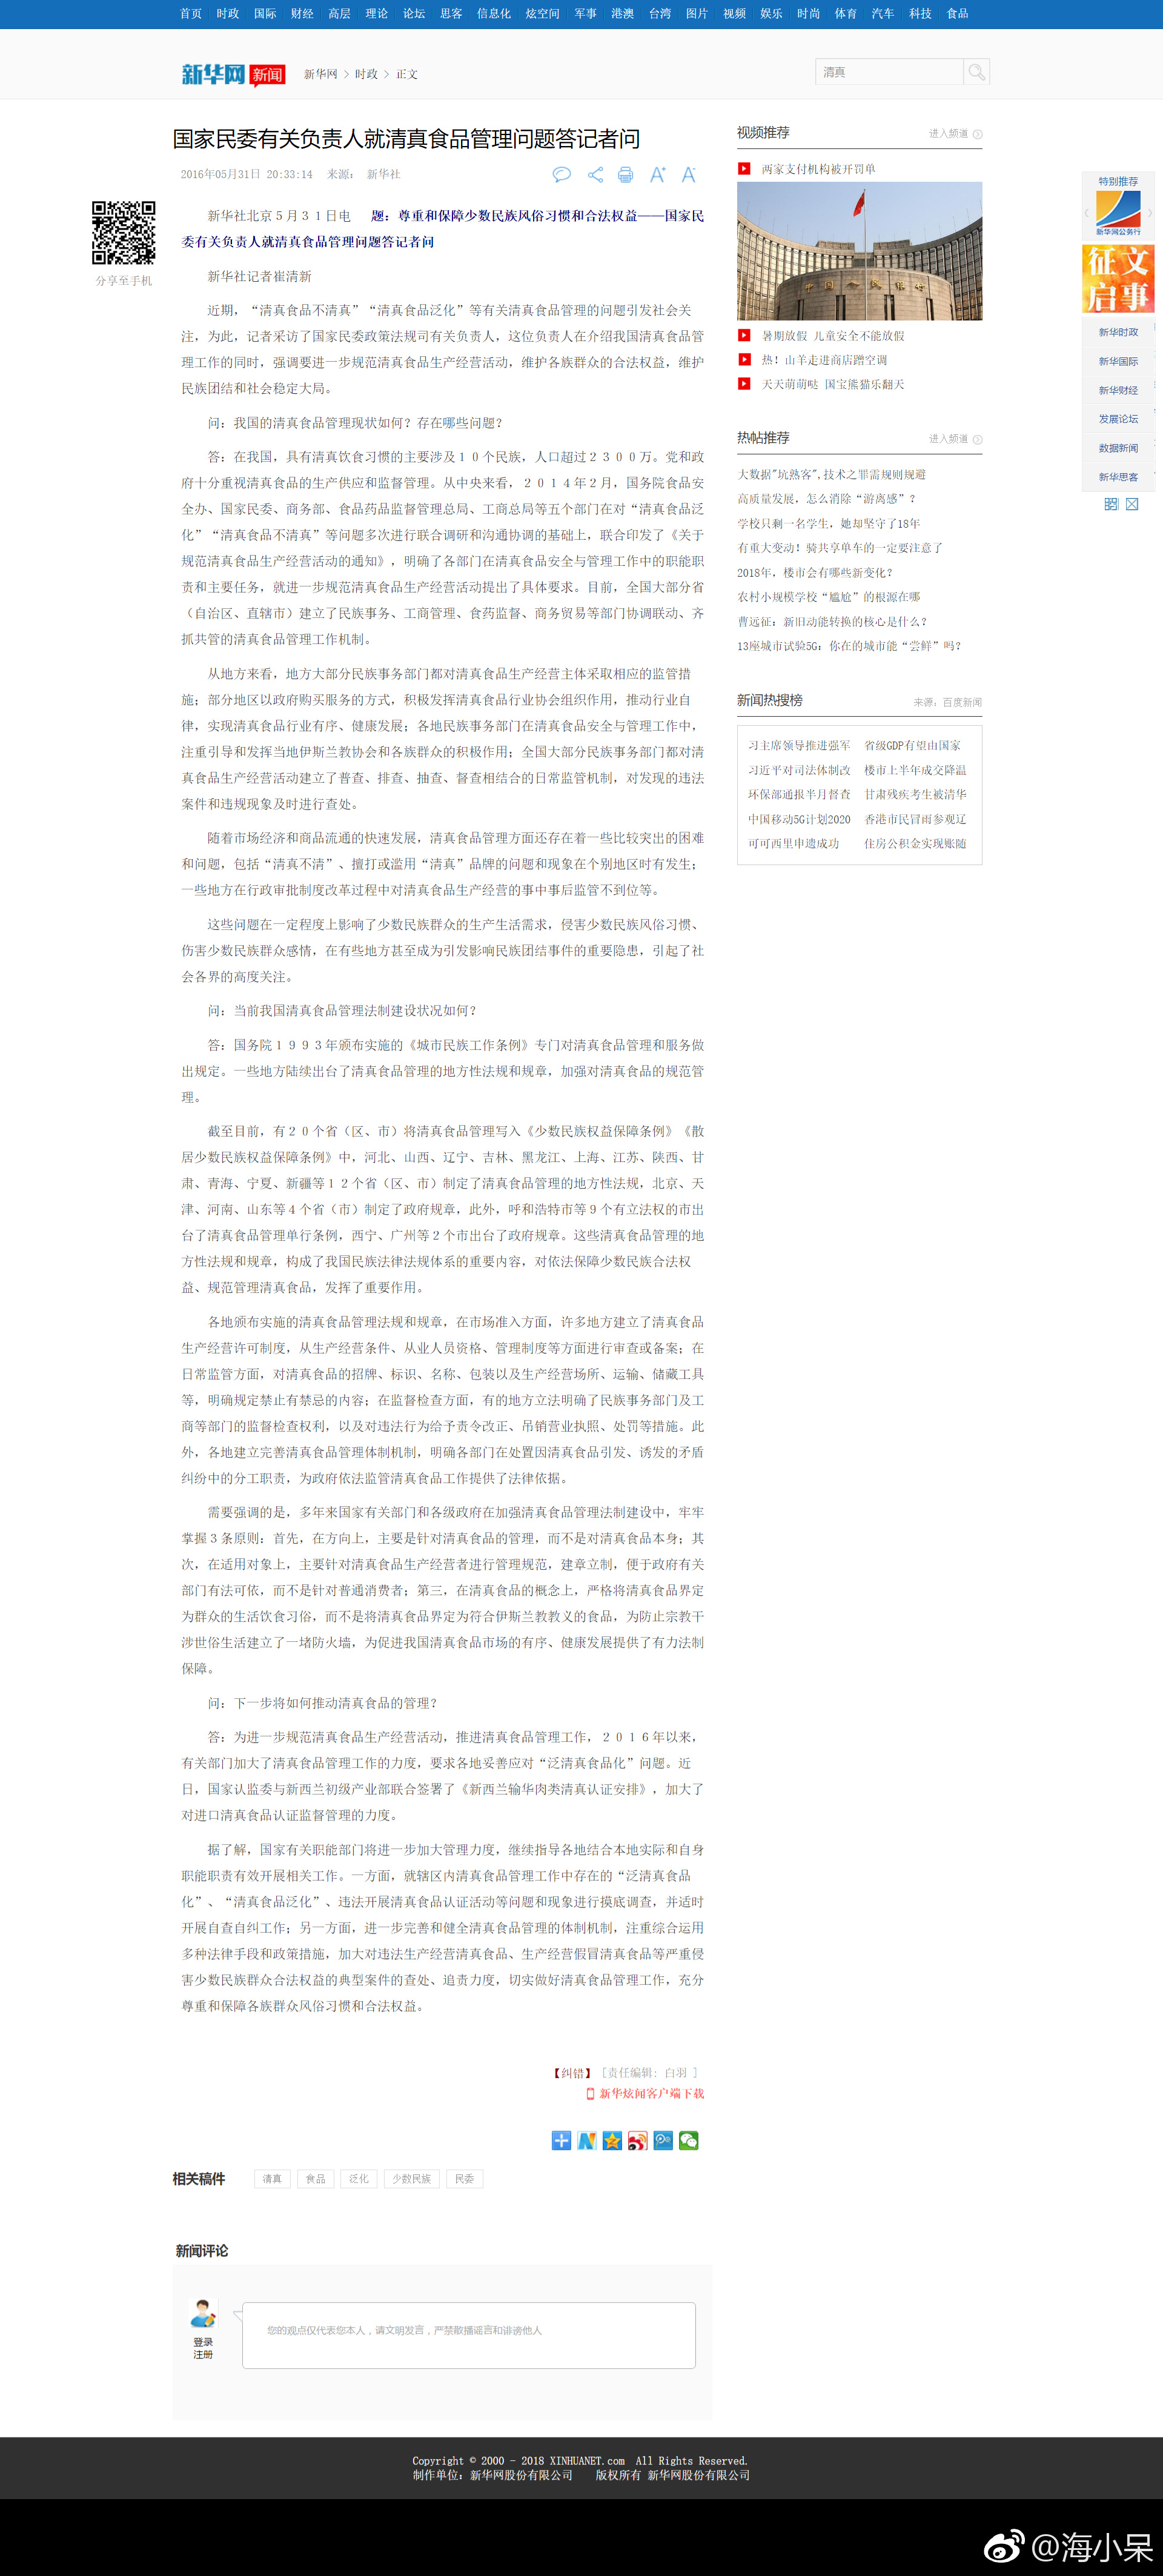 首页 时政 国际 财经 高层 理论 论坛 思客 信息化 炫空间 军事 港澳 台湾 图片 视频 娱乐 时尚 体育 汽车 科技 食品
新华网 新闻 新华网 > 时政 > 正文
清真
国家民委有关负责人就清真食品管理问题答记者问
2016年05月31日 20:33:14 来源： 新华社
分享至手机
新华社北京５月３１日电 题：尊重和保障少数民族风俗习惯和合法权益——国家民
委有关负责人就清真食品管理问题答记者问
新华社记者崔清新
近期，“清真食品不清真”“清真食品泛化”等有关清真食品管理的问题引发社会关
注，为此，记者采访了国家民委政策法规司有关负责人，这位负责人在介绍我国清真食品管
理工作的同时，强调要进一步规范清真食品生产经营活动，维护各族群众的合法权益，维护
民族团结和社会稳定大局。
问：我国的清真食品管理现状如何？存在哪些问题？
答：在我国，具有清真饮食习惯的主要涉及１０个民族，人口超过２３００万。党和政
府十分重视清真食品的生产供应和监督管理。从中央来看，２０１４年２月，国务院食品安
全办、国家民委、商务部、食品药品监督管理总局、工商总局等五个部门在对“清真食品泛
化”“清真食品不清真”等问题多次进行联合调研和沟通协调的基础上，联合印发了《关于
规范清真食品生产经营活动的通知》，明确了各部门在清真食品安全与管理工作中的职能职
责和主要任务，就进一步规范清真食品生产经营活动提出了具体要求。目前，全国大部分省
（自治区、直辖市）建立了民族事务、工商管理、食药监督、商务贸易等部门协调联动、齐
抓共管的清真食品管理工作机制。
从地方来看，地方大部分民族事务部门都对清真食品生产经营主体采取相应的监管措
施；部分地区以政府购买服务的方式，积极发挥清真食品行业协会组织作用，推动行业自
律，实现清真食品行业有序、健康发展；各地民族事务部门在清真食品安全与管理工作中，
注重引导和发挥当地伊斯兰教协会和各族群众的积极作用；全国大部分民族事务部门都对清
真食品生产经营活动建立了普查、排查、抽查、督查相结合的日常监管机制，对发现的违法
案件和违规现象及时进行查处。
随着市场经济和商品流通的快速发展，清真食品管理方面还存在着一些比较突出的困难
和问题，包括“清真不清”、擅打或滥用“清真”品牌的问题和现象在个别地区时有发生；
一些地方在行政审批制度改革过程中对清真食品生产经营的事中事后监管不到位等。
这些问题在一定程度上影响了少数民族群众的生产生活需求，侵害少数民族风俗习惯、
伤害少数民族群众感情，在有些地方甚至成为引发影响民族团结事件的重要隐患，引起了社
会各界的高度关注。
问：当前我国清真食品管理法制建设状况如何？
答：国务院１９９３年颁布实施的《城市民族工作条例》专门对清真食品管理和服务做
出规定。一些地方陆续出台了清真食品管理的地方性法规和规章，加强对清真食品的规范管
理。
截至目前，有２０个省（区、市）将清真食品管理写入《少数民族权益保障条例》《散
居少数民族权益保障条例》中，河北、山西、辽宁、吉林、黑龙江、上海、江苏、陕西、甘
肃、青海、宁夏、新疆等１２个省（区、市）制定了清真食品管理的地方性法规，北京、天
津、河南、山东等４个省（市）制定了政府规章，此外，呼和浩特市等９个有立法权的市出
台了清真食品管理单行条例，西宁、广州等２个市出台了政府规章。这些清真食品管理的地
方性法规和规章，构成了我国民族法律法规体系的重要内容，对依法保障少数民族合法权
益、规范管理清真食品，发挥了重要作用。
各地颁布实施的清真食品管理法规和规章，在市场准入方面，许多地方建立了清真食品
生产经营许可制度，从生产经营条件、从业人员资格、管理制度等方面进行审查或备案；在
日常监管方面，对清真食品的招牌、标识、名称、包装以及生产经营场所、运输、储藏工具
等，明确规定禁止有禁忌的内容；在监督检查方面，有的地方立法明确了民族事务部门及工
商等部门的监督检查权利，以及对违法行为给予责令改正、吊销营业执照、处罚等措施。此
外，各地建立完善清真食品管理体制机制，明确各部门在处置因清真食品引发、诱发的矛盾
纠纷中的分工职责，为政府依法监管清真食品工作提供了法律依据。
需要强调的是，多年来国家有关部门和各级政府在加强清真食品管理法制建设中，牢牢
掌握３条原则：首先，在方向上，主要是针对清真食品的管理，而不是对清真食品本身；其
次，在适用对象上，主要针对清真食品生产经营者进行管理规范，建章立制，便于政府有关
部门有法可依，而不是针对普通消费者；第三，在清真食品的概念上，严格将清真食品界定
为群众的生活饮食习俗，而不是将清真食品界定为符合伊斯兰教教义的食品，为防止宗教干
涉世俗生活建立了一堵防火墙，为促进我国清真食品市场的有序、健康发展提供了有力法制
保障。
问：下一步将如何推动清真食品的管理？
答：为进一步规范清真食品生产经营活动，推进清真食品管理工作，２０１６年以来，
有关部门加大了清真食品管理工作的力度，要求各地妥善应对“泛清真食品化”问题。近
日，国家认监委与新西兰初级产业部联合签署了《新西兰输华肉类清真认证安排》，加大了
对进口清真食品认证监督管理的力度。
据了解，国家有关职能部门将进一步加大管理力度，继续指导各地结合本地实际和自身
职能职责有效开展相关工作。一方面，就辖区内清真食品管理工作中存在的“泛清真食品
化”、“清真食品泛化”、违法开展清真食品认证活动等问题和现象进行摸底调查，并适时
开展自查自纠工作；另一方面，进一步完善和健全清真食品管理的体制机制，注重综合运用
多种法律手段和政策措施，加大对违法生产经营清真食品、生产经营假冒清真食品等严重侵
害少数民族群众合法权益的典型案件的查处、追责力度，切实做好清真食品管理工作，充分
尊重和保障各族群众风俗习惯和合法权益。
【纠错】 [责任编辑： 白羽 ]
新华炫闻客户端下载
相关稿件 清真 食品 泛化 少数民族 民委
新闻评论
登录
注册
您的观点仅代表您本人，请文明发言，严禁散播谣言和诽谤他人
视频推荐 进入频道
两家支付机构被开罚单
中国人民银行
暑期放假 儿童安全不能放假
热！山羊走进商店蹭空调
天天萌萌哒 国宝熊猫乐翻天
热帖推荐 进入频道
大数据"坑熟客",技术之罪需规则规避
高质量发展，怎么消除“游离感”？
学校只剩一名学生，她却坚守了18年
有重大变动！骑共享单车的一定要注意了
2018年，楼市会有哪些新变化？
农村小规模学校“尴尬”的根源在哪
曹远征：新旧动能转换的核心是什么？
13座城市试验5G：你在的城市能“尝鲜”吗？
新闻热搜榜 来源：百度新闻
习主席领导推进强军 省级GDP有望由国家
习近平对司法体制改 楼市上半年成交降温
环保部通报半月督查 甘肃残疾考生被清华
中国移动5G计划2020 香港市民冒雨参观辽
可可西里申遗成功 住房公积金实现账随
特别推荐
新华网公务行
征文
启事
新华时政
新华国际
新华财经
发展论坛
数据新闻
新华思客
Copyright © 2000 - 2018 XINHUANET.com All Rights Reserved.
制作单位：新华网股份有限公司 版权所有 新华网股份有限公司
@海小呆